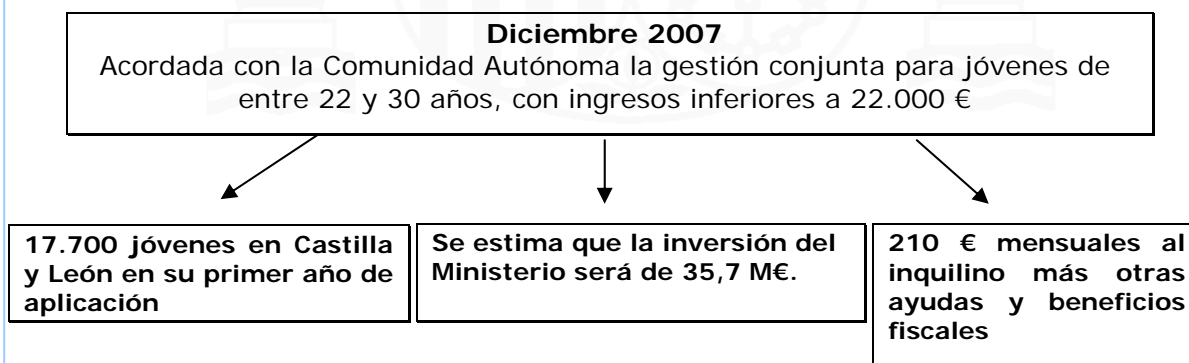 Diciembre 2007
Acordada con la Comunidad Autónoma la gestión conjunta para jóvenes de
entre 22 y 30 años, con ingresos inferiores a 22.000 €
17.700 jóvenes en Castilla
y León en su primer año de
aplicación
Se estima que la inversión del
Ministerio será de 35,7 M€.
210 € mensuales al
inquilino más otras
ayudas y beneficios
fiscales